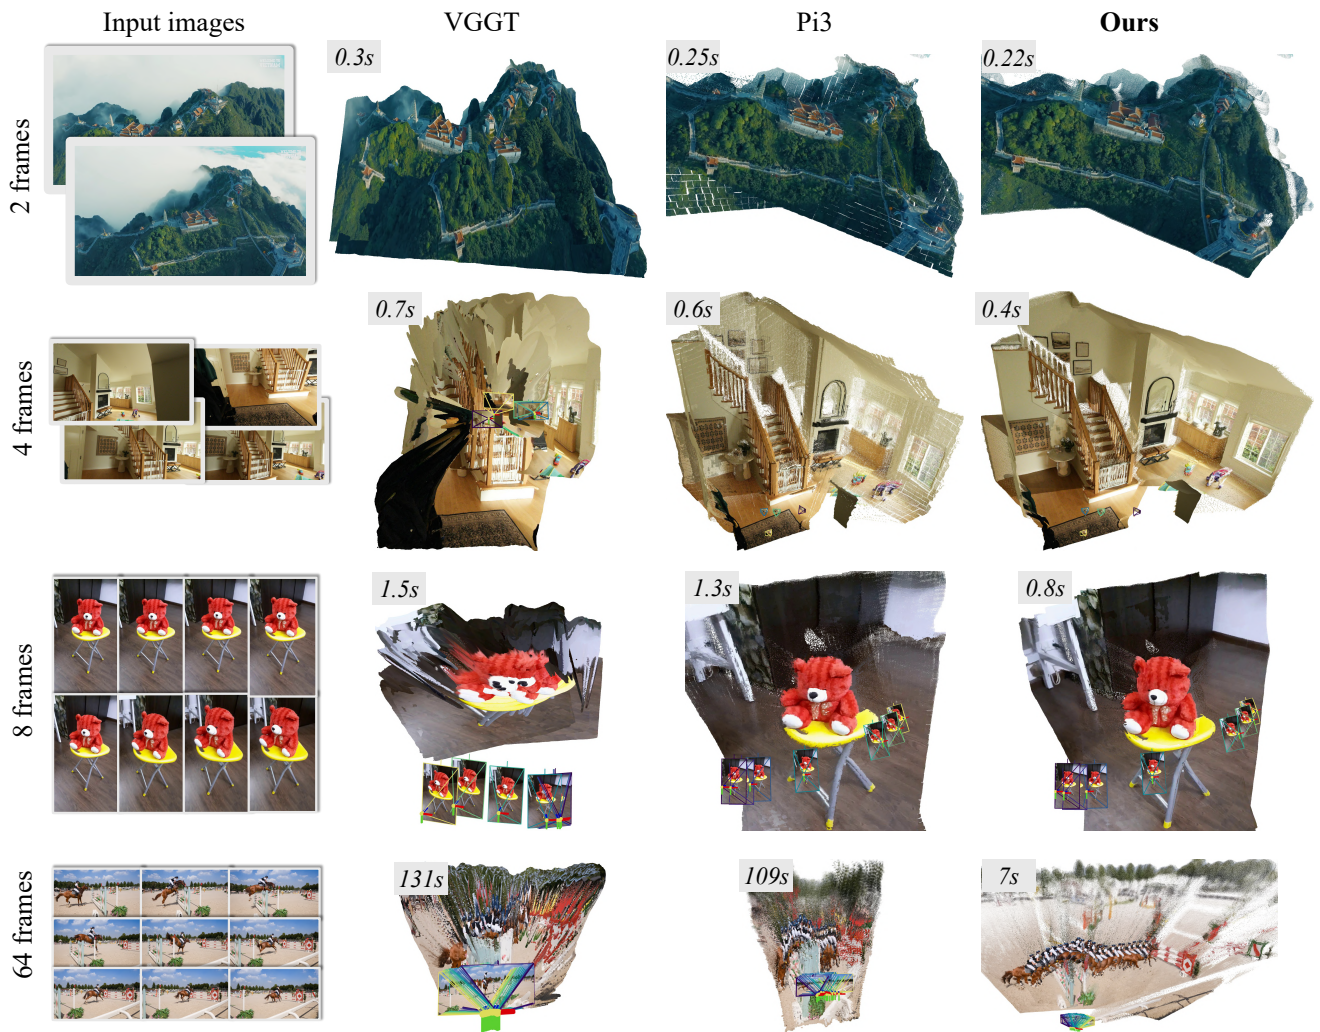 Input images
VGGT
Pi3
Ours
2 frames
0.3s
0.25s
0.22s
4 frames
0.7s
0.6s
0.4s
8 frames
1.5s
1.3s
0.8s
64 frames
131s
109s
7s